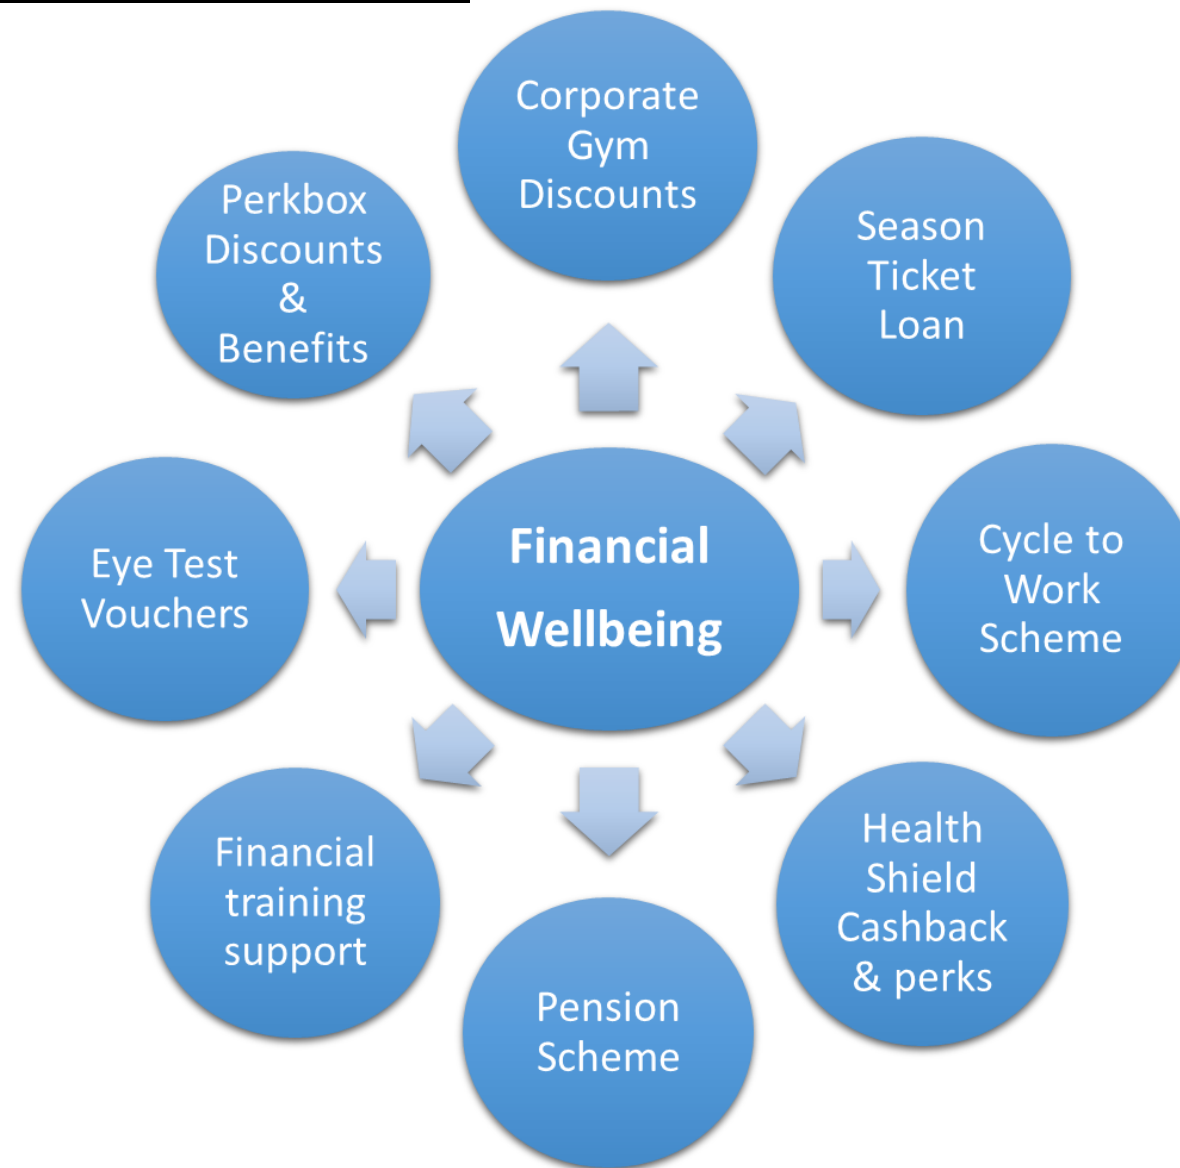 Corporate
Gym
Discounts
Season
Ticket
Loan
Cycle to
Work
Scheme
Health
Shield
Cashback
& perks
Pension
Scheme
Financial
training
support
Eye Test
Vouchers
Perkbox
Discounts
&
Benefits
Financial
Wellbeing